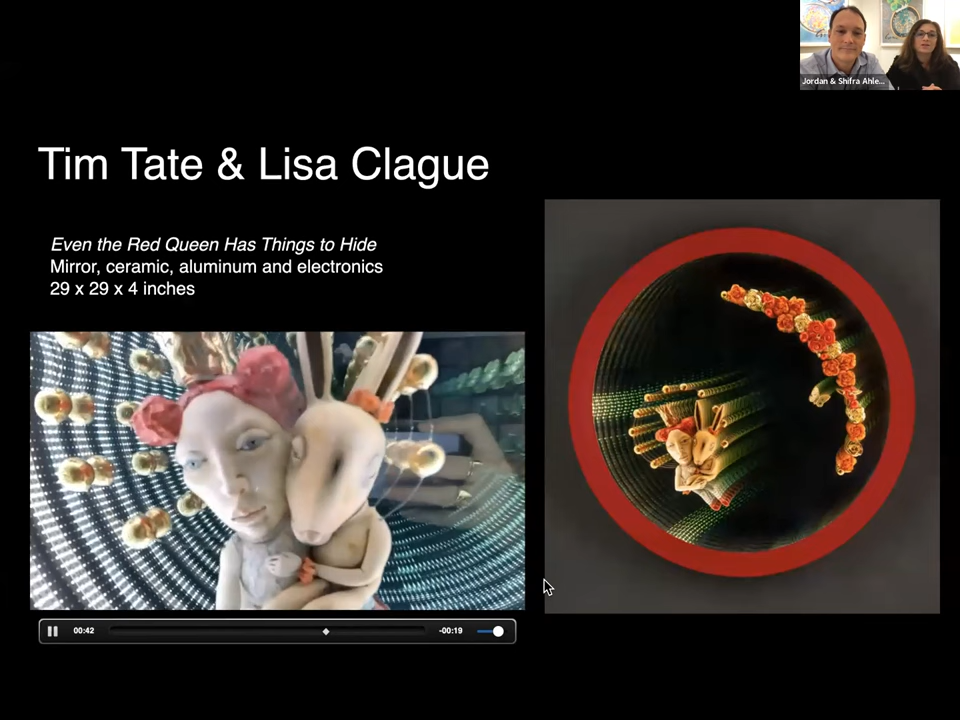 Jordan & Shifra Ahle...
Tim Tate & Lisa Clague
Even the Red Queen Has Things to Hide
Mirror, ceramic, aluminum and electronics
29 x 29 x 4 inches
00:42
-00:19